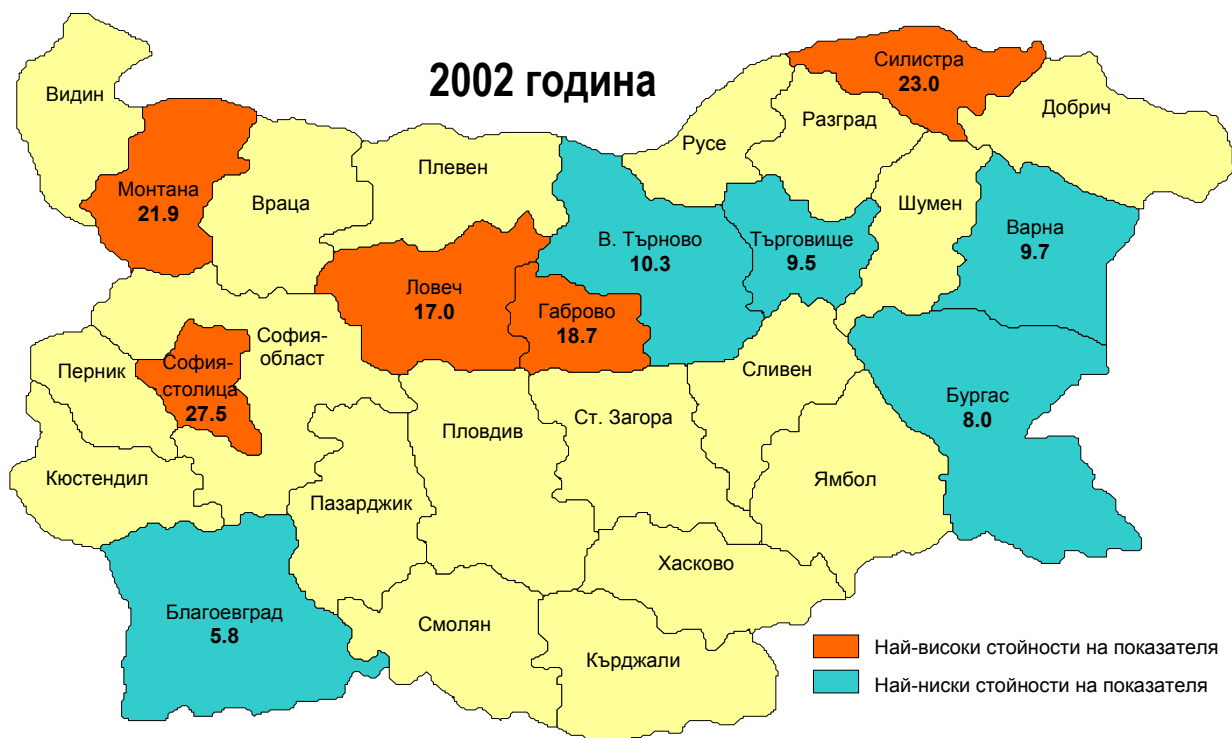 2002 година
Силистра
23.0
Видин
Добрич
Разград
Русе
Плевен
Монтана
21.9
Враца
Шумен
В. Търново
10.3
Търговище
9.5
Варна
9.7
Ловеч
17.0
Габрово
18.7
София-
област
София-
столица
27.5
Перник
Сливен
Бургас
8.0
Ст. Загора
Пловдив
Кюстендил
Ямбол
Пазарджик
Хасково
Благоевград
5.8
Смолян
Кърджали
Най-високи стойности на показателя
Най-ниски стойности на показателя